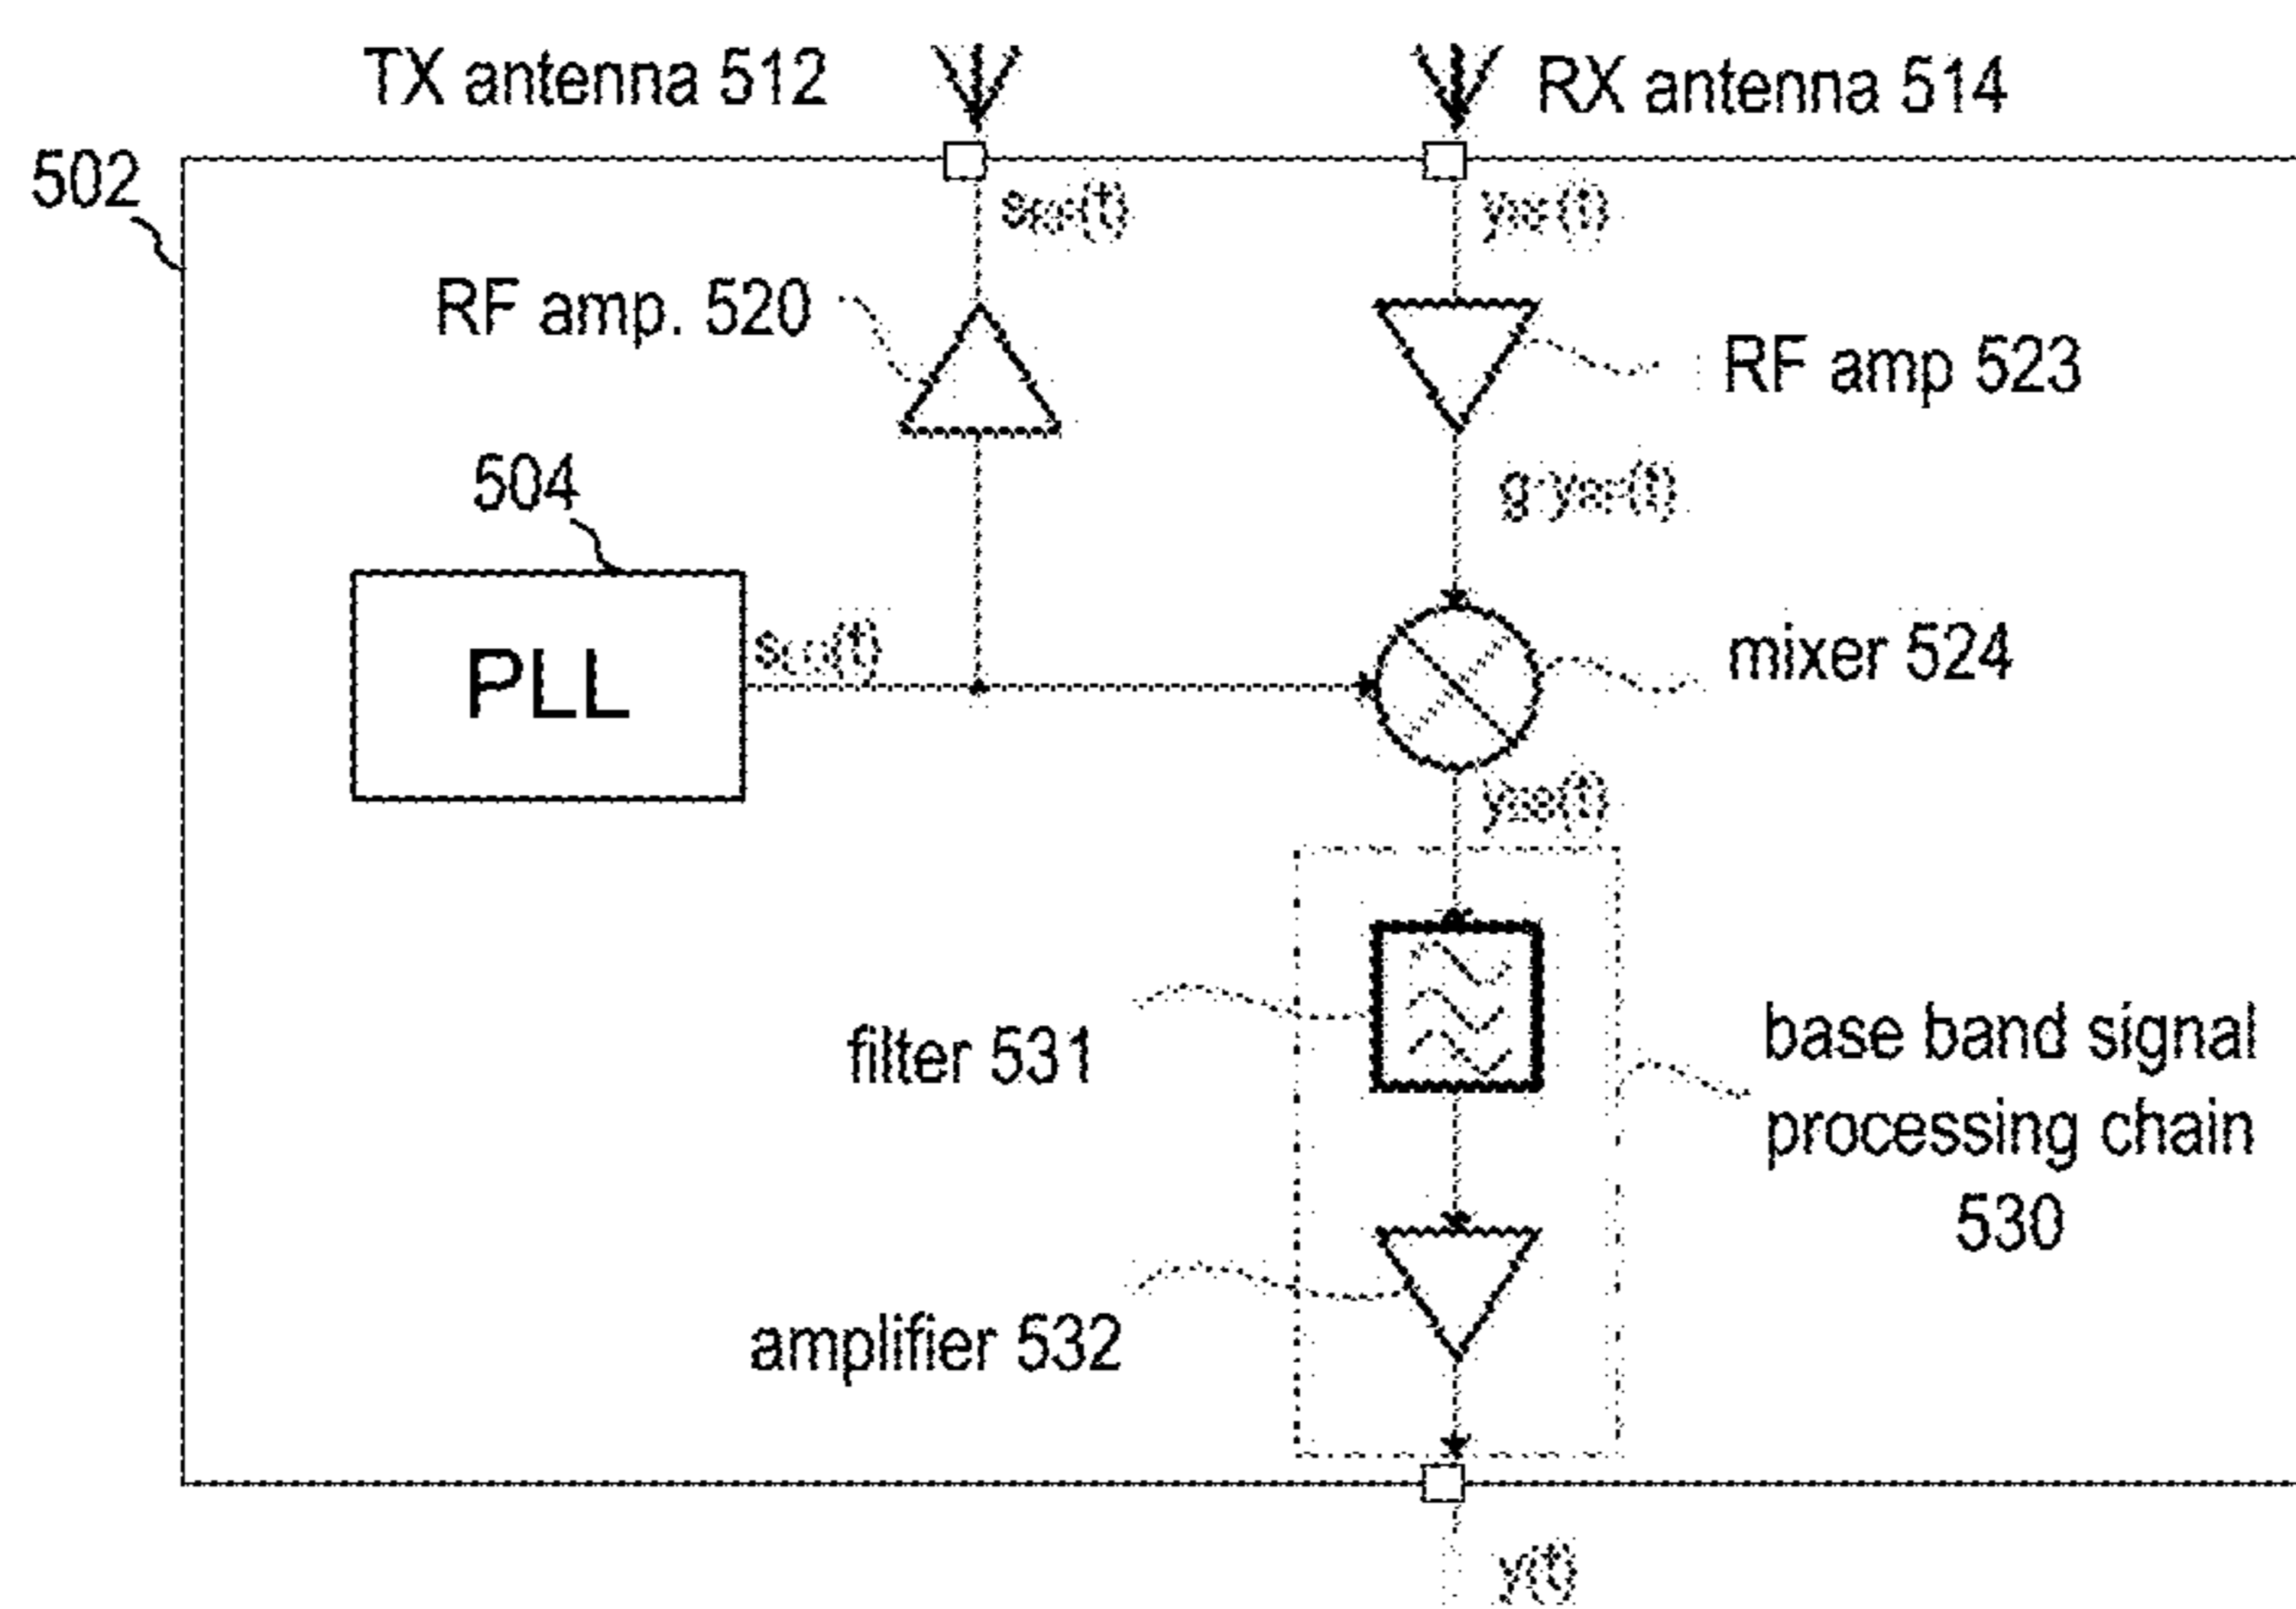 TX antenna 512
RX antenna 514
502
RF amp. 520
RF amp 523
504
PLL
mixer 524
filter 531
base band signal
processing chain
530
amplifier 532
y(t)